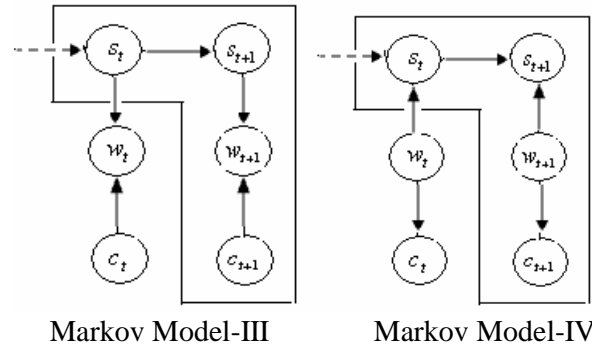 s_t s_{t+1} s_t s_{t+1}
w_t w_{t+1} w_t w_{t+1}
c_t c_{t+1} c_t c_{t+1}
Markov Model-III Markov Model-IV